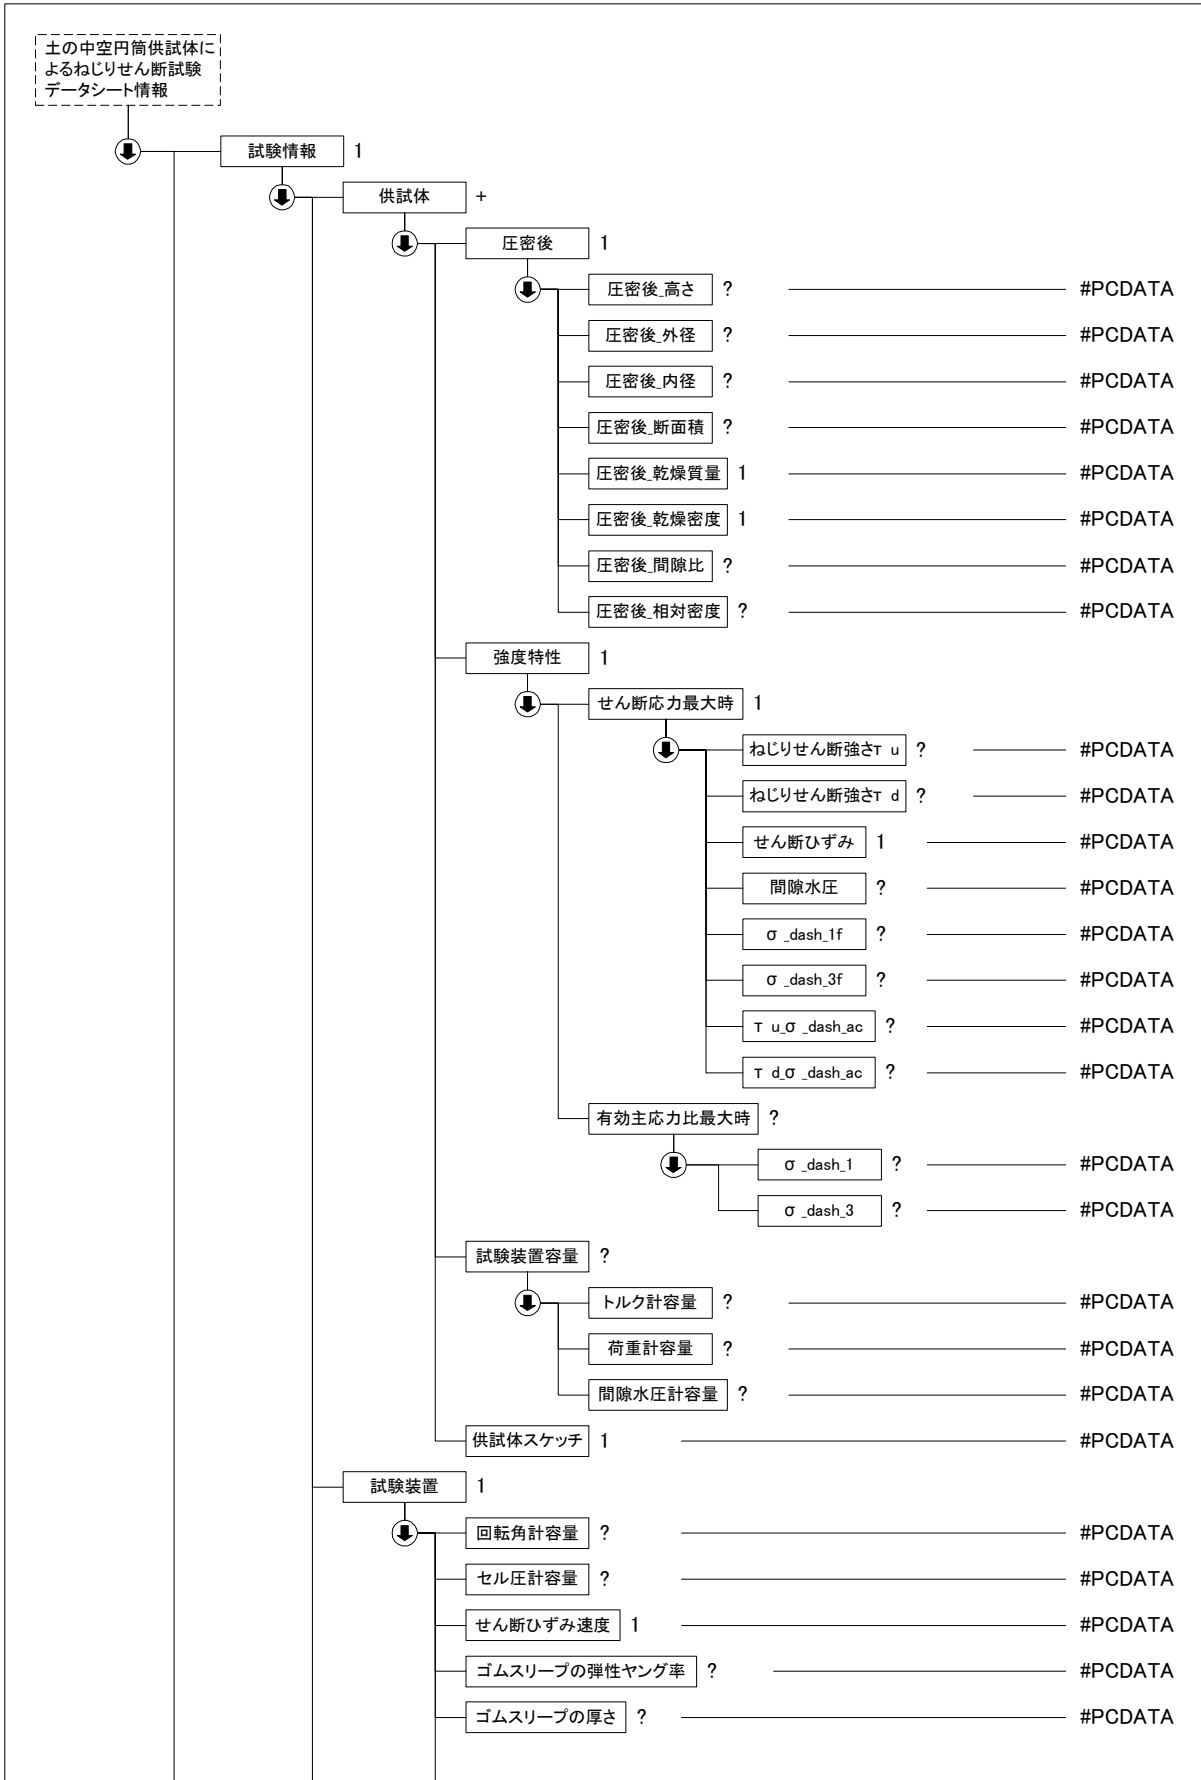 土の中空円筒供試体に
よるねじりせん断試験
データシート情報
試験情報 1
供試体 +
圧密後 1
圧密後_高さ ? #PCDATA
圧密後_外径 ? #PCDATA
圧密後_内径 ? #PCDATA
圧密後_断面積 ? #PCDATA
圧密後_乾燥質量 1 #PCDATA
圧密後_乾燥密度 1 #PCDATA
圧密後_間隙比 ? #PCDATA
圧密後_相対密度 ? #PCDATA
強度特性 1
せん断応力最大時 1
ねじりせん断強さτ u ? #PCDATA
ねじりせん断強さτ d ? #PCDATA
せん断ひずみ 1 #PCDATA
間隙水圧 ? #PCDATA
σ _dash_1f ? #PCDATA
σ _dash_3f ? #PCDATA
τ u_σ _dash_ac ? #PCDATA
τ d_σ _dash_ac ? #PCDATA
有効主応力比最大時 ?
σ _dash_1 ? #PCDATA
σ _dash_3 ? #PCDATA
試験装置容量 ?
トルク計容量 ? #PCDATA
荷重計容量 ? #PCDATA
間隙水圧計容量 ? #PCDATA
供試体スケッチ 1 #PCDATA
試験装置 1
回転角計容量 ? #PCDATA
セル圧計容量 ? #PCDATA
せん断ひずみ速度 1 #PCDATA
ゴムスリーブの弾性ヤング率 ? #PCDATA
ゴムスリーブの厚さ ? #PCDATA